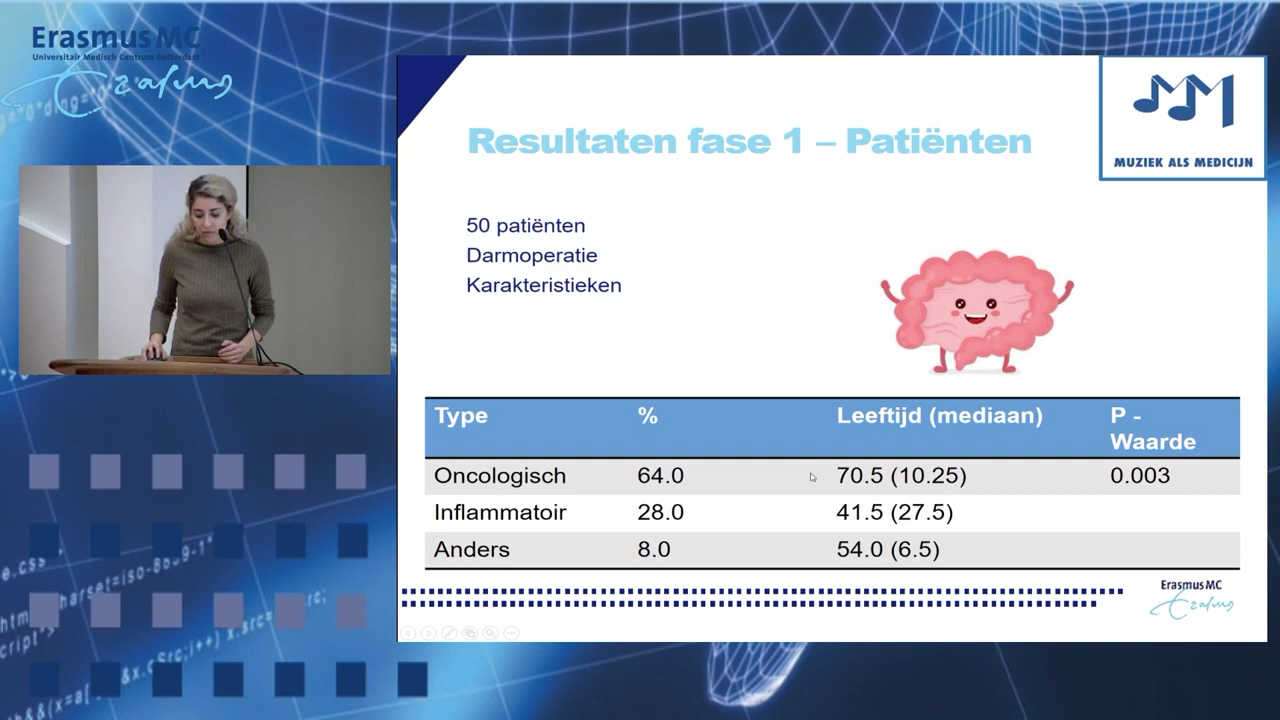 Erasmus MC
Universitair Medisch Centrum Rotterdam
Erasmus
Resultaten fase 1 – Patiënten
MUZIEK ALS MEDICIJN
50 patiënten
Darmoperatie
Karakteristieken
Type % Leeftijd (mediaan) P -
Waarde
Oncologisch 64.0 70.5 (10.25) 0.003
Inflammatoir 28.0 41.5 (27.5)
Anders 8.0 54.0 (6.5)
Erasmus MC
Erasmus